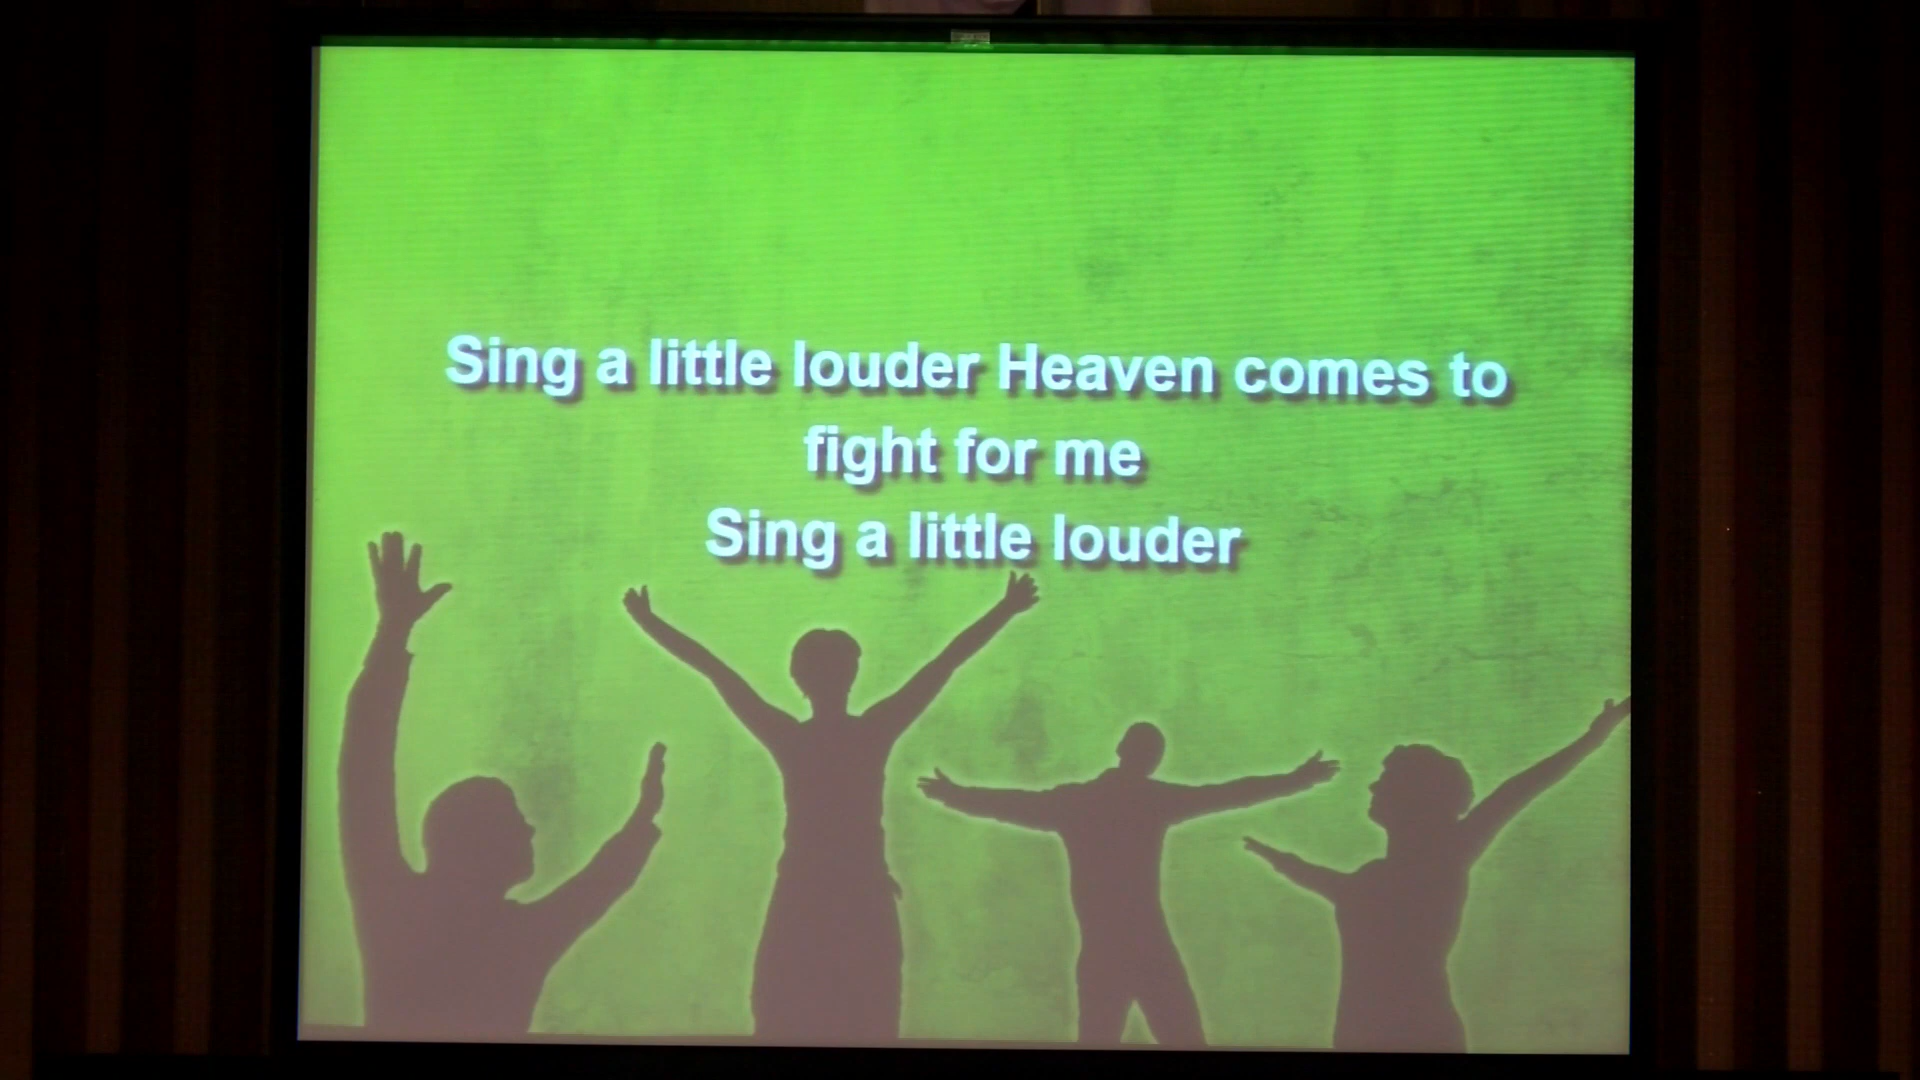 Sing a little louder Heaven comes to
fight for me
Sing a little louder